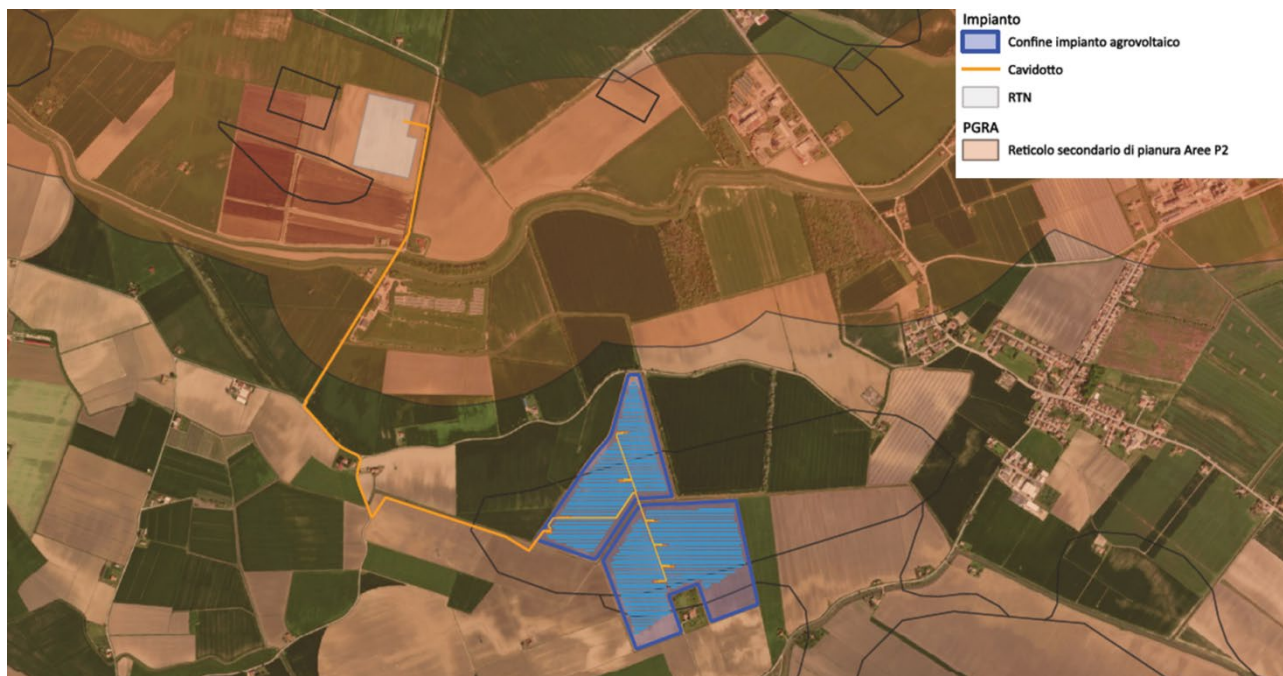 Impianto
Confine impianto agrovoltaico
Cavidotto
RTN
PGRA
Reticolo secondario di pianura Aree P2